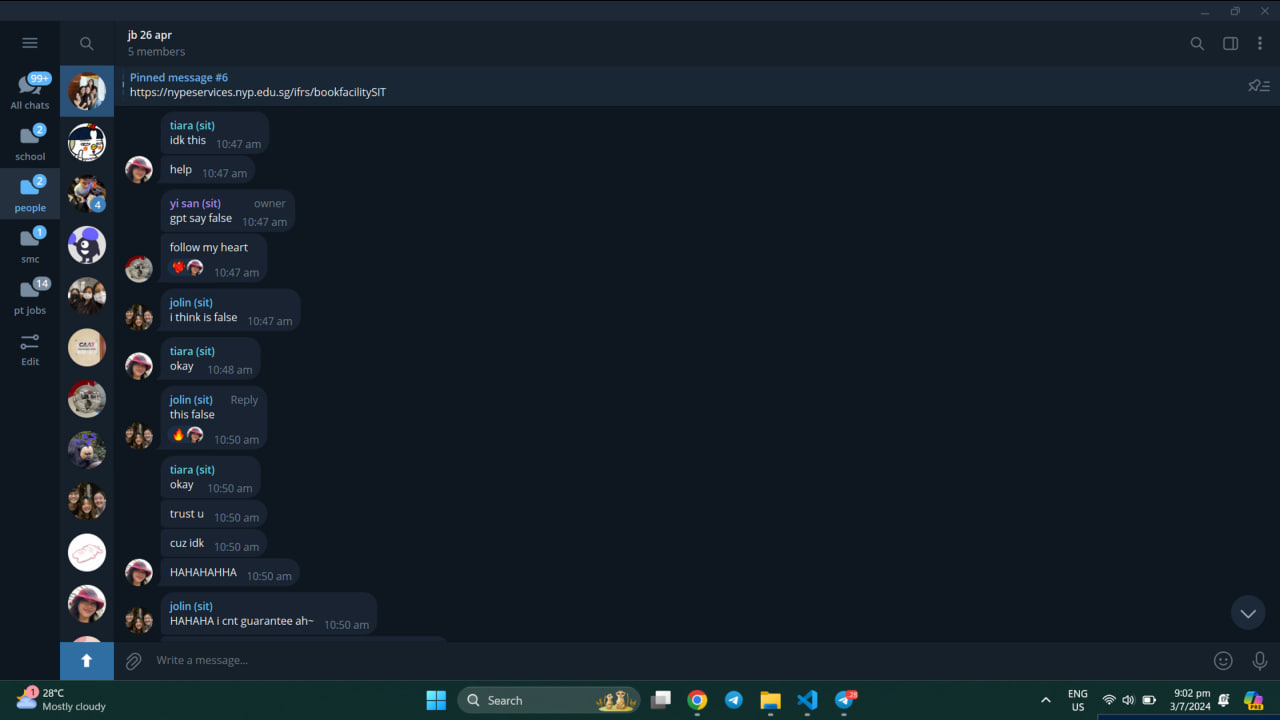 jb 26 apr
5 members
Pinned message #6
https://nypeservices.nyp.edu.sg/ifrs/bookfacilitySIT
99+
All chats
2
school
2
people
1
smc
14
pt jobs
Edit
4
tiara (sit)
idk this 10:47 am
help 10:47 am
yi san (sit) owner
gpt say false 10:47 am
follow my heart
10:47 am
jolin (sit)
i think is false 10:47 am
tiara (sit)
okay 10:48 am
jolin (sit) Reply
this false
10:50 am
tiara (sit)
okay 10:50 am
trust u 10:50 am
cuz idk 10:50 am
HAHAHAHHA 10:50 am
jolin (sit)
HAHAHA i cnt guarantee ah~ 10:50 am
Write a message...
1
28°C
Mostly cloudy
Search
28
ENG
US
9:02 pm
3/7/2024
PRE